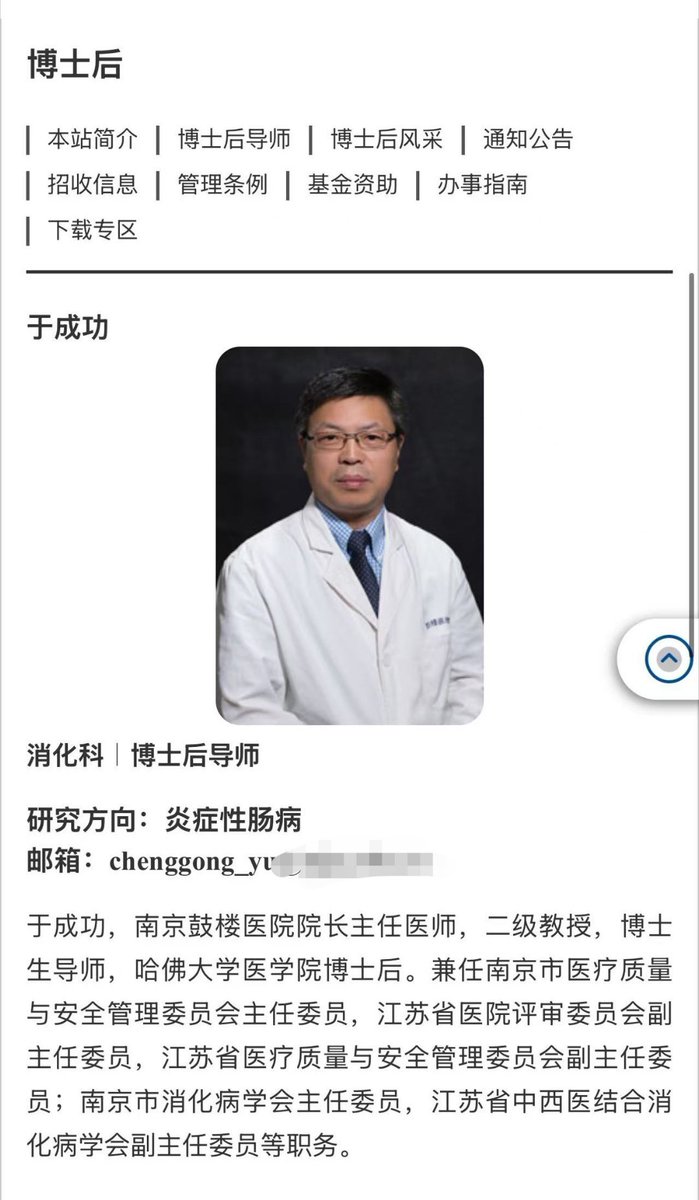 博士后
本站简介
博士后导师
博士后风采
通知公告
招收信息
管理条例
基金资助
办事指南
下载专区
于成功
消化科｜博士后导师
研究方向：炎症性肠病
邮箱：chenggong_yu
于成功，南京鼓楼医院院长主任医师，二级教授，博士
生导师，哈佛大学医学院博士后。兼任南京市医疗质量
与安全管理委员会主任委员，江苏省医院评审委员会副
主任委员，江苏省医疗质量与安全管理委员会副主任委
员；南京市消化病学会主任委员，江苏省中西医结合消
化病学会副主任委员等职务。